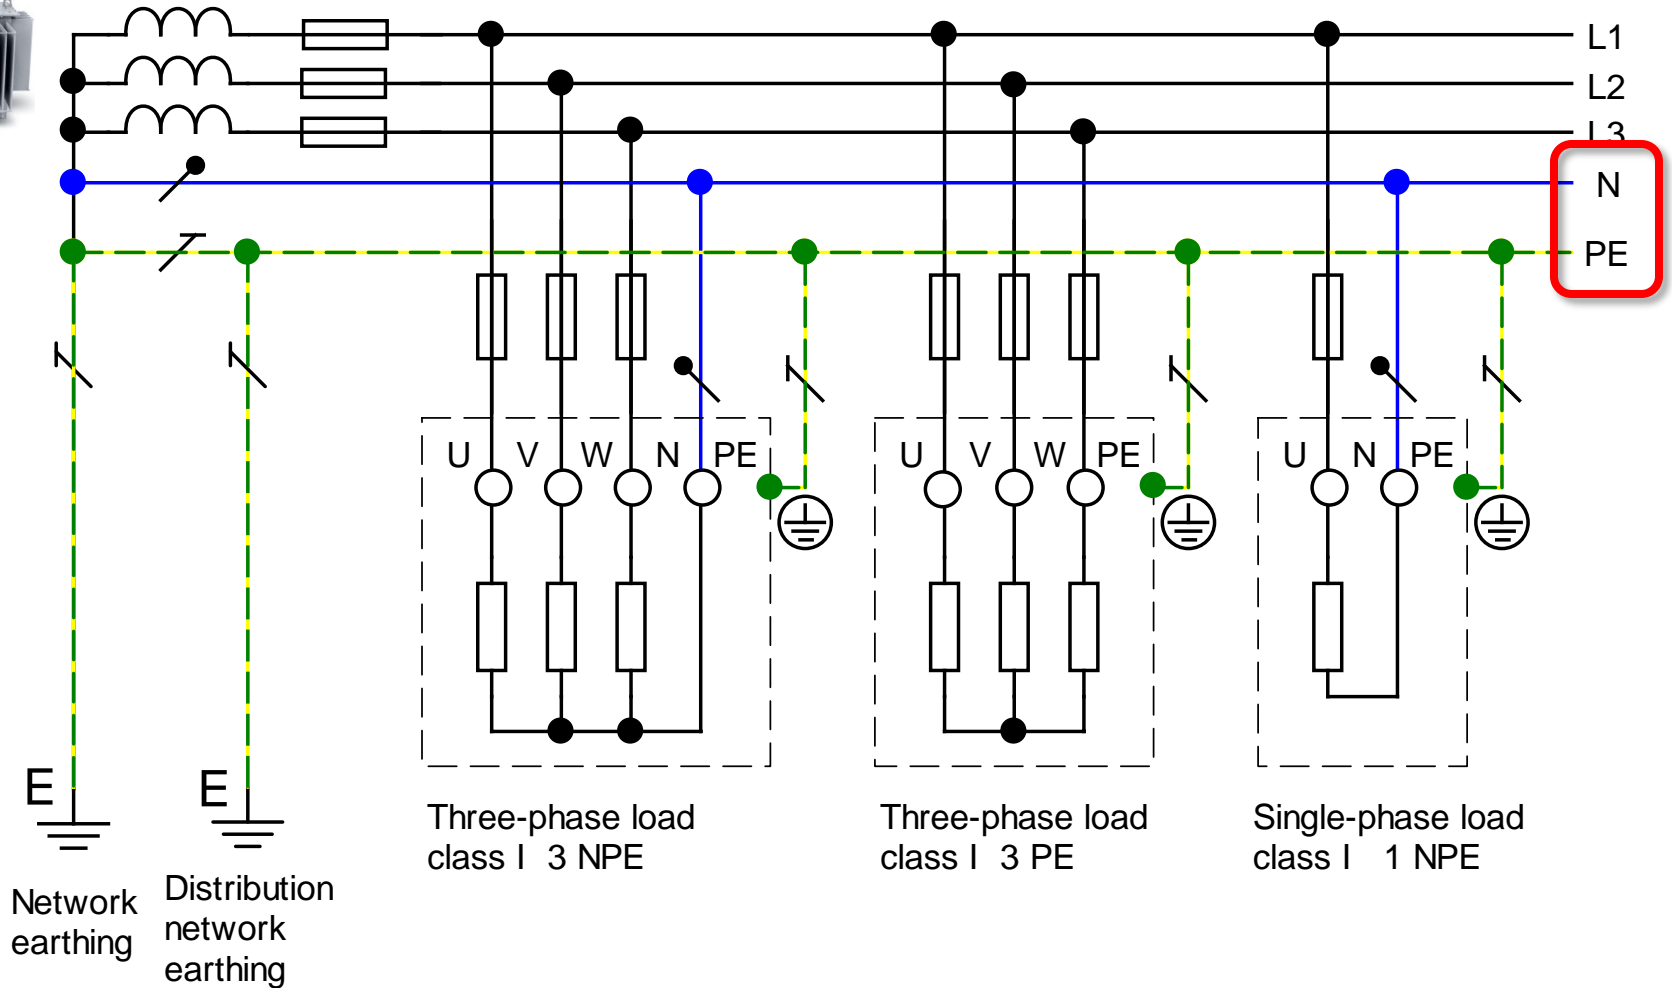 L1
L2
L3
N
PE
U V W N PE
U V W PE
U N PE
E
E
Three-phase load
class I 3 NPE
Three-phase load
class I 3 PE
Single-phase load
class I 1 NPE
Network
earthing
Distribution
network
earthing